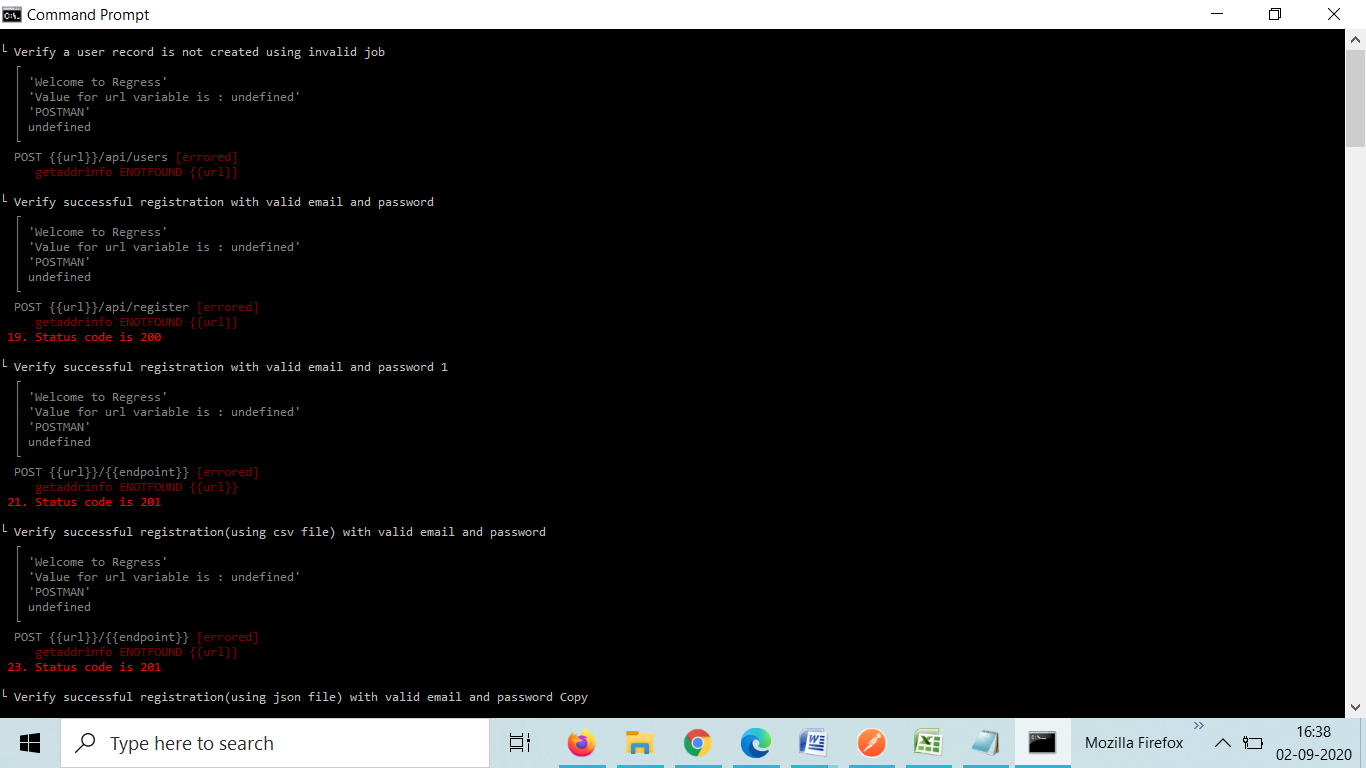 Command Prompt
Verify a user record is not created using invalid job
'Welcome to Regress'
'Value for url variable is : undefined'
'POSTMAN'
undefined
POST {{url}}/api/users [errored]
getaddrinfo ENOTFOUND {{url}}
Verify successful registration with valid email and password
'Welcome to Regress'
'Value for url variable is : undefined'
'POSTMAN'
undefined
POST {{url}}/api/register [errored]
getaddrinfo ENOTFOUND {{url}}
19. Status code is 200
Verify successful registration with valid email and password 1
'Welcome to Regress'
'Value for url variable is : undefined'
'POSTMAN'
undefined
POST {{url}}/{{endpoint}} [errored]
getaddrinfo ENOTFOUND {{url}}
21. Status code is 201
Verify successful registration(using csv file) with valid email and password
'Welcome to Regress'
'Value for url variable is : undefined'
'POSTMAN'
undefined
POST {{url}}/{{endpoint}} [errored]
getaddrinfo ENOTFOUND {{url}}
23. Status code is 201
Verify successful registration(using json file) with valid email and password Copy
Type here to search
Mozilla Firefox
16:38
02-09-2020